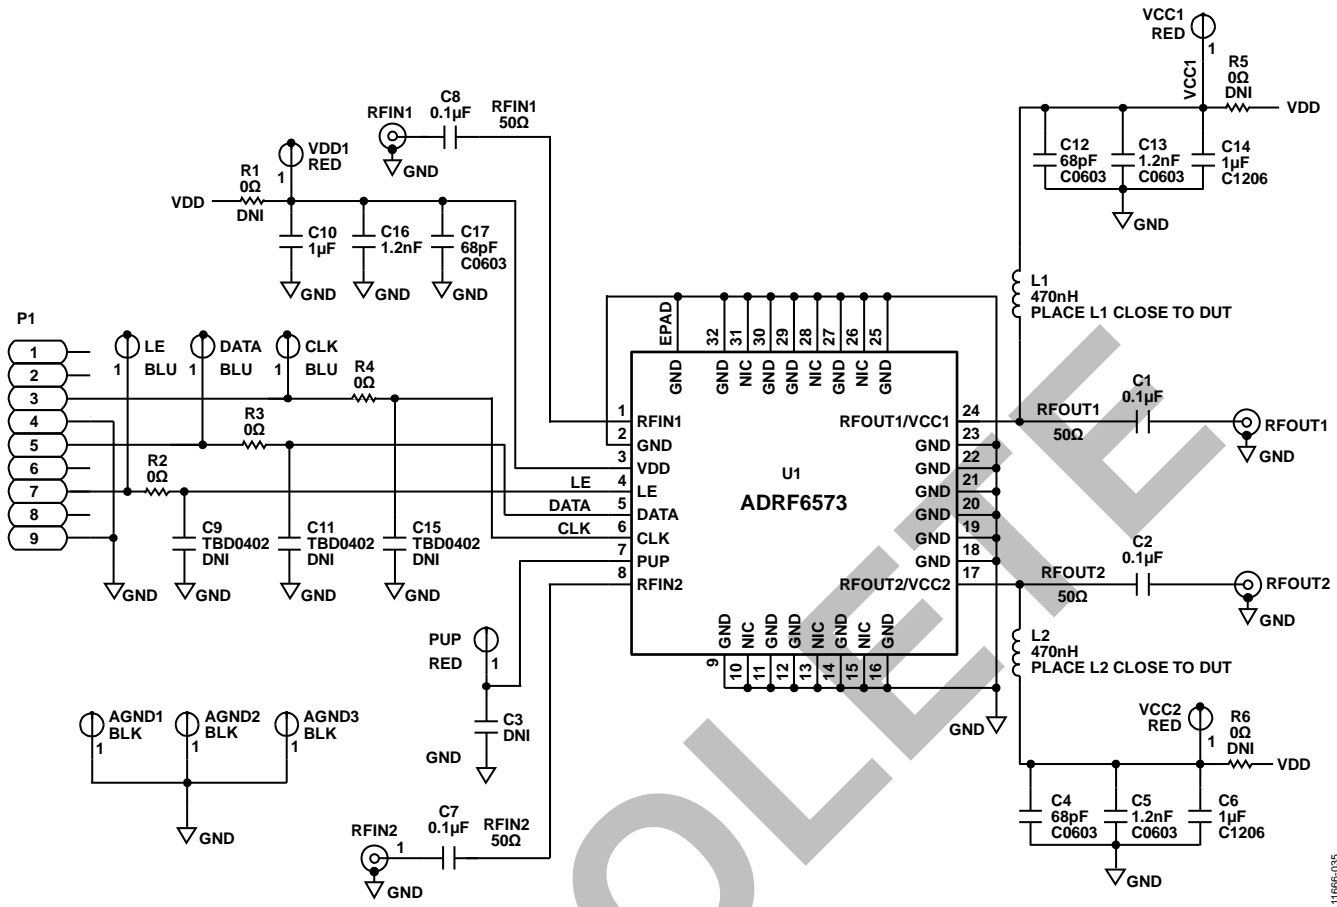 VCC1
RED
1
VCC1
R5
0Ω
DNI
VDD
C12
68pF
C0603
C13
1.2nF
C0603
C14
1µF
C1206
GND
RFIN1
C8
0.1µF
RFIN1
50Ω
GND
VDD1
RED
1
R1
0Ω
DNI
VDD
C10
1µF
C16
1.2nF
C17
68pF
C0603
GND
GND
GND
L1
470nH
PLACE L1 CLOSE TO DUT
P1
1
2
3
4
5
6
7
8
9
LE
BLU
1
DATA
BLU
1
CLK
BLU
1
R4
0Ω
R3
0Ω
R2
0Ω
C9
TBD0402
DNI
C11
TBD0402
DNI
C15
TBD0402
DNI
GND
GND
GND
GND
LE
DATA
CLK
EPAD
32
31
30
29
28
27
26
25
GND
GND
NIC
GND
GND
NIC
GND
NIC
GND
1
2
3
4
5
6
7
8
RFIN1
GND
VDD
LE
DATA
CLK
PUP
RFIN2
U1
ADRF6573
RFOUT1/VCC1
GND
GND
GND
GND
GND
GND
RFOUT2/VCC2
24
23
22
21
20
19
18
17
GND
NIC
GND
GND
NIC
GND
NIC
GND
9
10
11
12
13
14
15
16
GND
RFOUT1
50Ω
C1
0.1µF
RFOUT1
GND
RFOUT2
50Ω
C2
0.1µF
RFOUT2
GND
L2
470nH
PLACE L2 CLOSE TO DUT
PUP
RED
1
C3
DNI
GND
AGND1
BLK
1
AGND2
BLK
1
AGND3
BLK
1
GND
RFIN2
1
C7
0.1µF
RFIN2
50Ω
GND
VCC2
RED
1
R6
0Ω
DNI
VDD
C4
68pF
C0603
C5
1.2nF
C0603
C6
1µF
C1206
GND
OLETE
11666-035